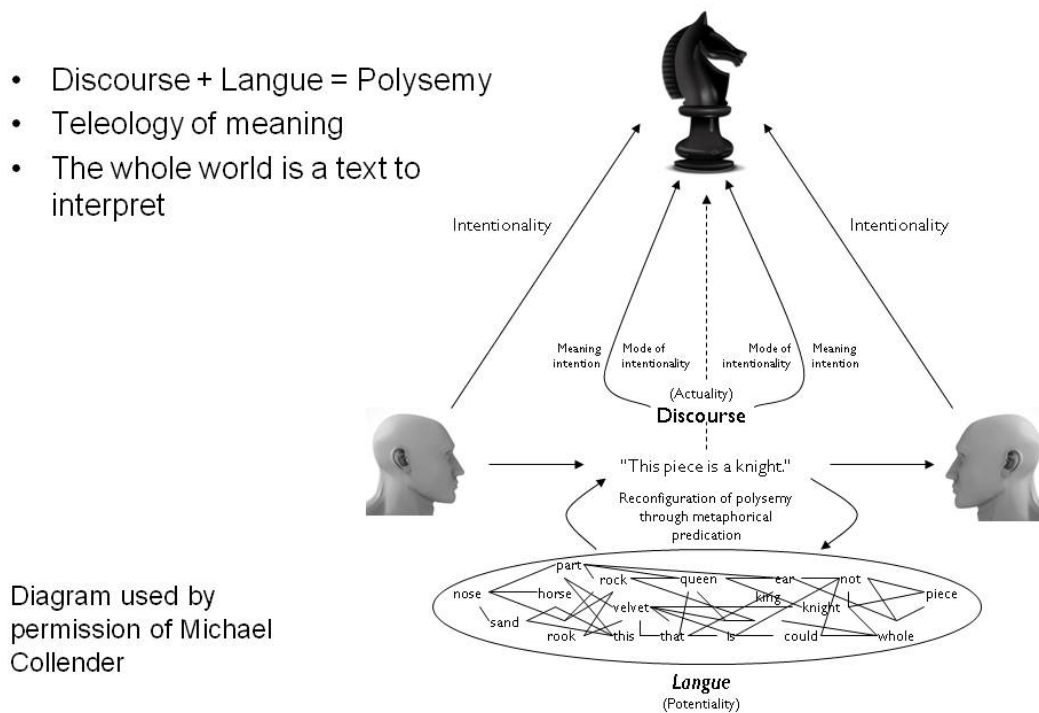 • Discourse + Langue = Polysemy
• Teleology of meaning
• The whole world is a text to
interpret
Intentionality
Intentionality
Meaning
intention
Mode of
intentionality
Mode of
intentionality
Meaning
intention
(Actuality)
Discourse
"This piece is a knight."
Reconfiguration of polysemy
through metaphorical
predication
part
rock queen ear not
nose horse king piece
velvet knight
sand
rook this that is could whole
Langue
(Potentiality)
Diagram used by
permission of Michael
Collender